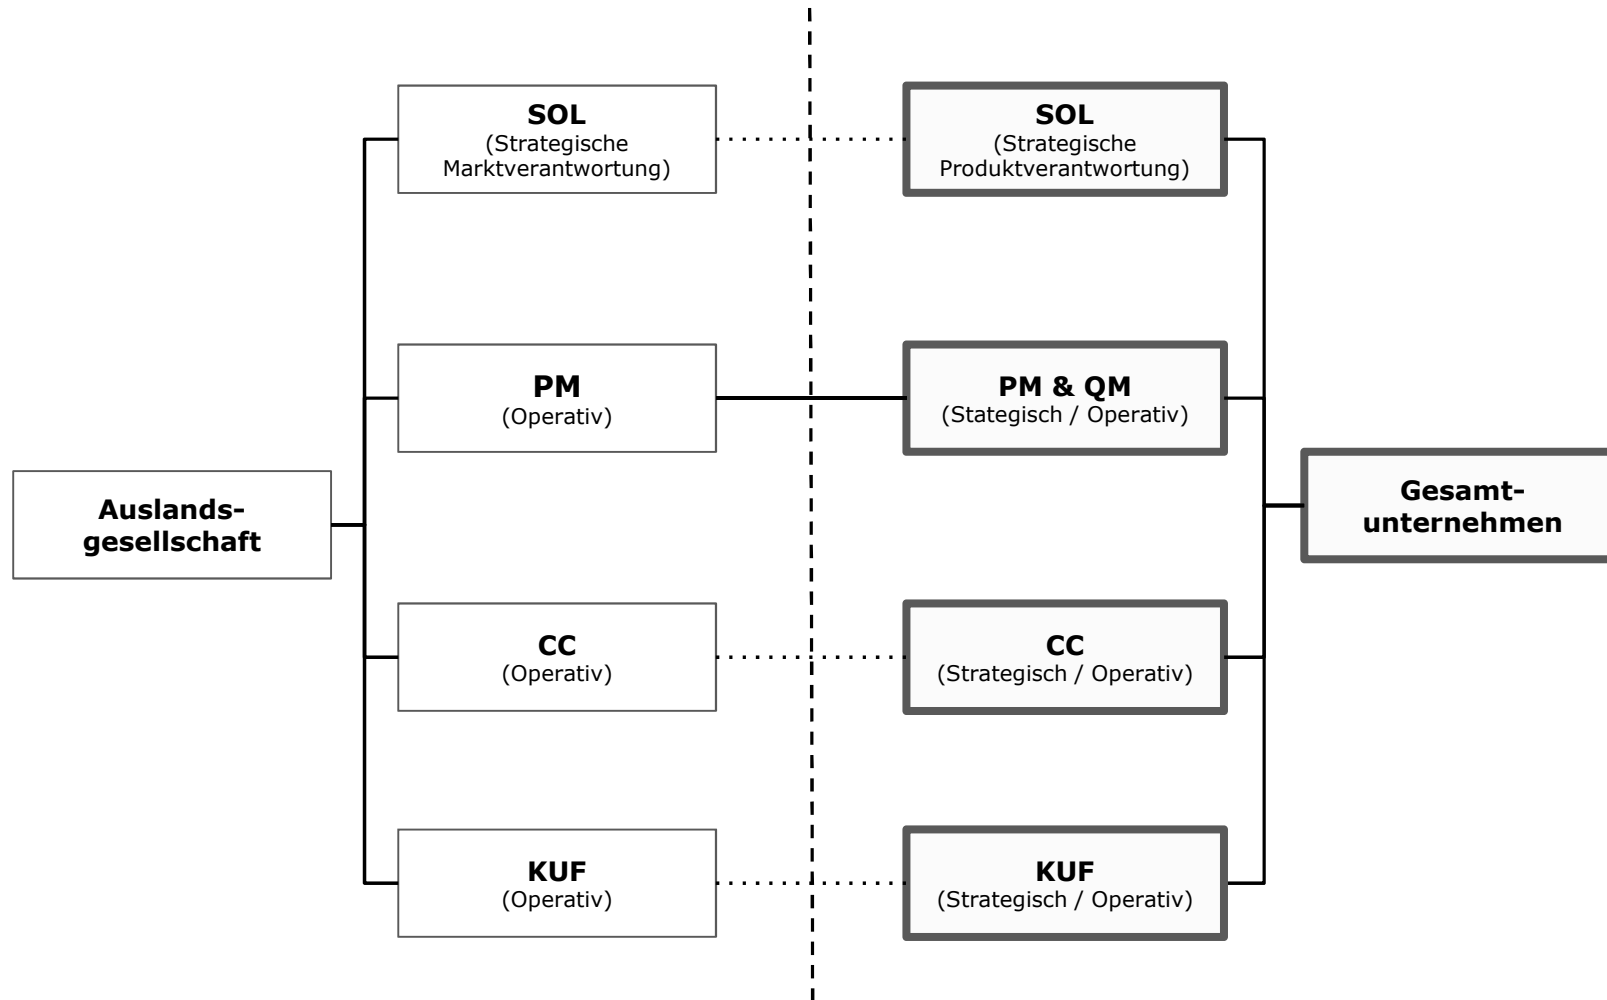 SOL
(Strategische
Marktverantwortung)
SOL
(Strategische
Produktverantwortung)
PM
(Operativ)
PM & QM
(Stategisch / Operativ)
Auslands-
gesellschaft
Gesamt-
unternehmen
CC
(Operativ)
CC
(Strategisch / Operativ)
KUF
(Operativ)
KUF
(Strategisch / Operativ)